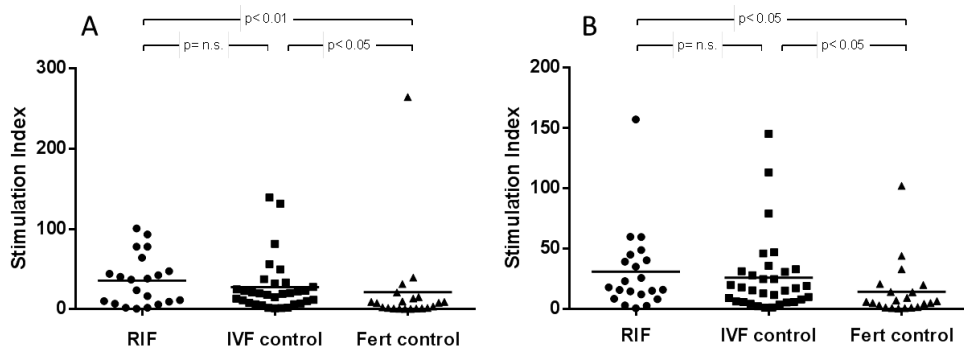 A
p< 0.01
p= n.s.
p< 0.05
300
200
100
0
Stimulation Index
RIF
IVF control
Fert control
B
p< 0.05
p= n.s.
p< 0.05
200
150
100
50
0
Stimulation Index
RIF
IVF control
Fert control